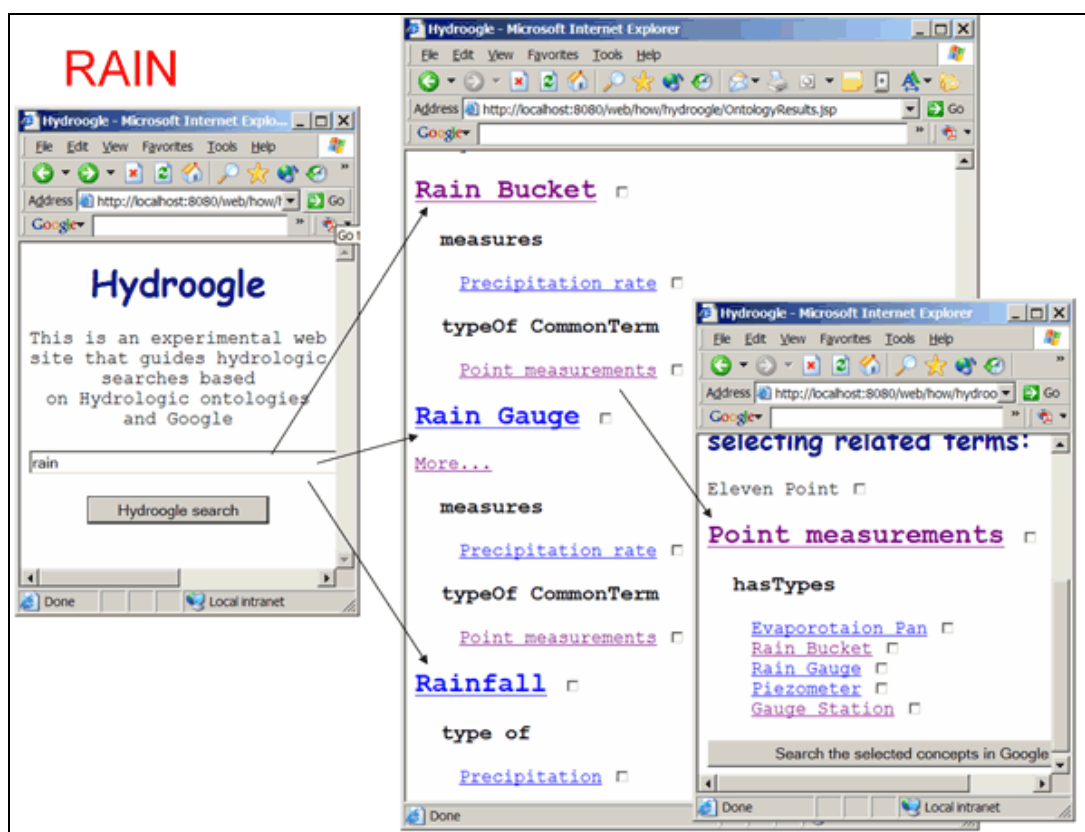 RAIN
Hydroogle - Microsoft Internet Explo...
File Edit View Favorites Tools Help
Address http://localhost:8080/web/how/h Go
Google
Go t
Hydroogle
This is an experimental web
site that guides hydrologic
searches based
on Hydrologic ontologies
and Google
rain
Hydroogle search
Done Local intranet
Hydroogle - Microsoft Internet Explorer
File Edit View Favorites Tools Help
Address http://localhost:8080/web/how/hydroogle/OntologyResults.jsp Go
Google
Rain Bucket
measures
Precipitation rate
typeOf CommonTerm
Point measurements
Rain Gauge
More...
measures
Precipitation rate
typeOf CommonTerm
Point measurements
Rainfall
type of
Precipitation
Done
Hydroogle - Microsoft Internet Explorer
File Edit View Favorites Tools Help
Address http://localhost:8080/web/how/hydroo Go
Google
selecting related terms:
Eleven Point
Point measurements
hasTypes
Evaporotaion Pan
Rain Bucket
Rain Gauge
Piezometer
Gauge Station
Search the selected concepts in Google
Done Local intranet